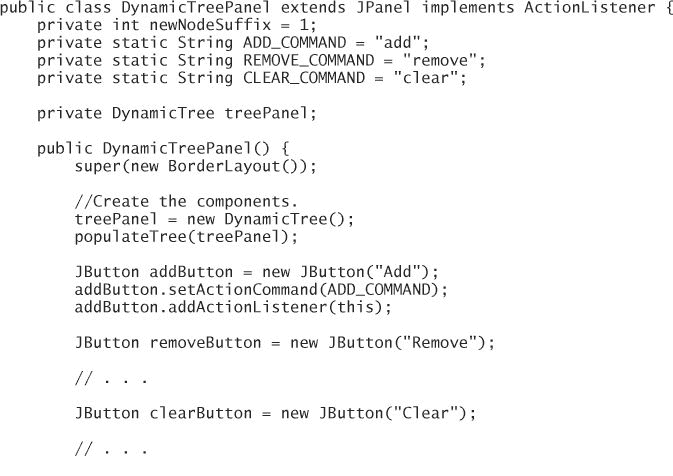 public class DynamicTreePanel extends JPanel implements ActionListener {
    private int newNodeSuffix = 1;
    private static String ADD_COMMAND = "add";
    private static String REMOVE_COMMAND = "remove";
    private static String CLEAR_COMMAND = "clear";

    private DynamicTree treePanel;

    public DynamicTreePanel() {
        super(new BorderLayout());

        //Create the components.
        treePanel = new DynamicTree();
        populateTree(treePanel);

        JButton addButton = new JButton("Add");
        addButton.setActionCommand(ADD_COMMAND);
        addButton.addActionListener(this);

        JButton removeButton = new JButton("Remove");

        // . . .

        JButton clearButton = new JButton("Clear");

        // . . .